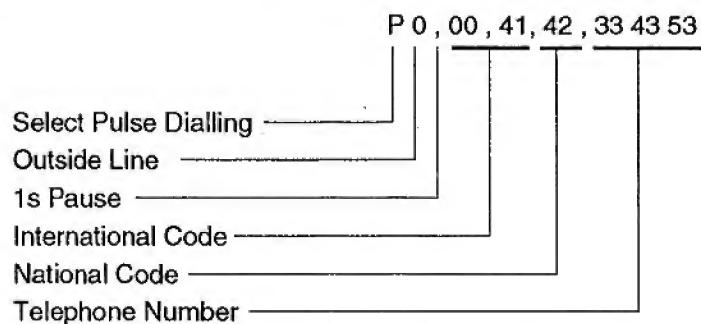 P 0 , 00 , 41 , 42 , 33 43 53
Select Pulse Dialling
Outside Line
1s Pause
International Code
National Code
Telephone Number